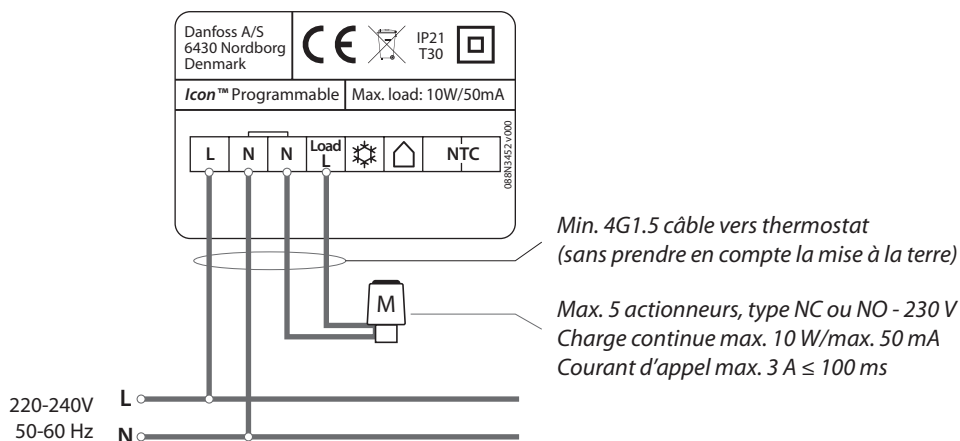 Danfoss A/S
6430 Nordborg
Denmark
IP21
T30
Icon™ Programmable
Max. load: 10W/50mA
088N3452 v000
L N N Load L NTC
Min. 4G1.5 câble vers thermostat
(sans prendre en compte la mise à la terre)
M
Max. 5 actionneurs, type NC ou NO - 230 V
Charge continue max. 10 W/max. 50 mA
Courant d'appel max. 3 A ≤ 100 ms
220-240V L
50-60 Hz N